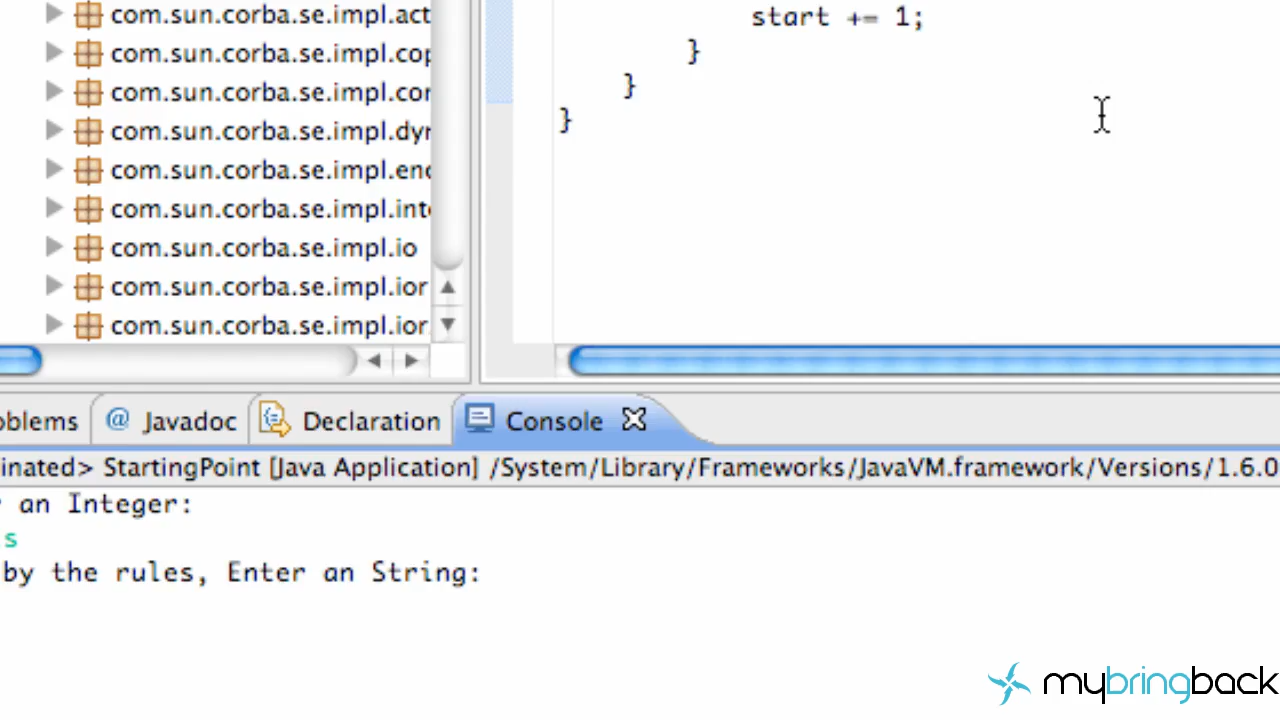 com.sun.corba.se.impl.act
com.sun.corba.se.impl.cop
com.sun.corba.se.impl.cor
com.sun.corba.se.impl.dyn
com.sun.corba.se.impl.enc
com.sun.corba.se.impl.inte
com.sun.corba.se.impl.io
com.sun.corba.se.impl.ior
com.sun.corba.se.impl.ior.
start += 1;
}
}
}
oblems @ Javadoc Declaration Console
inated> StartingPoint [Java Application] /System/Library/Frameworks/JavaVM.framework/Versions/1.6.0
r an Integer:
s
by the rules, Enter an String:
mybringback